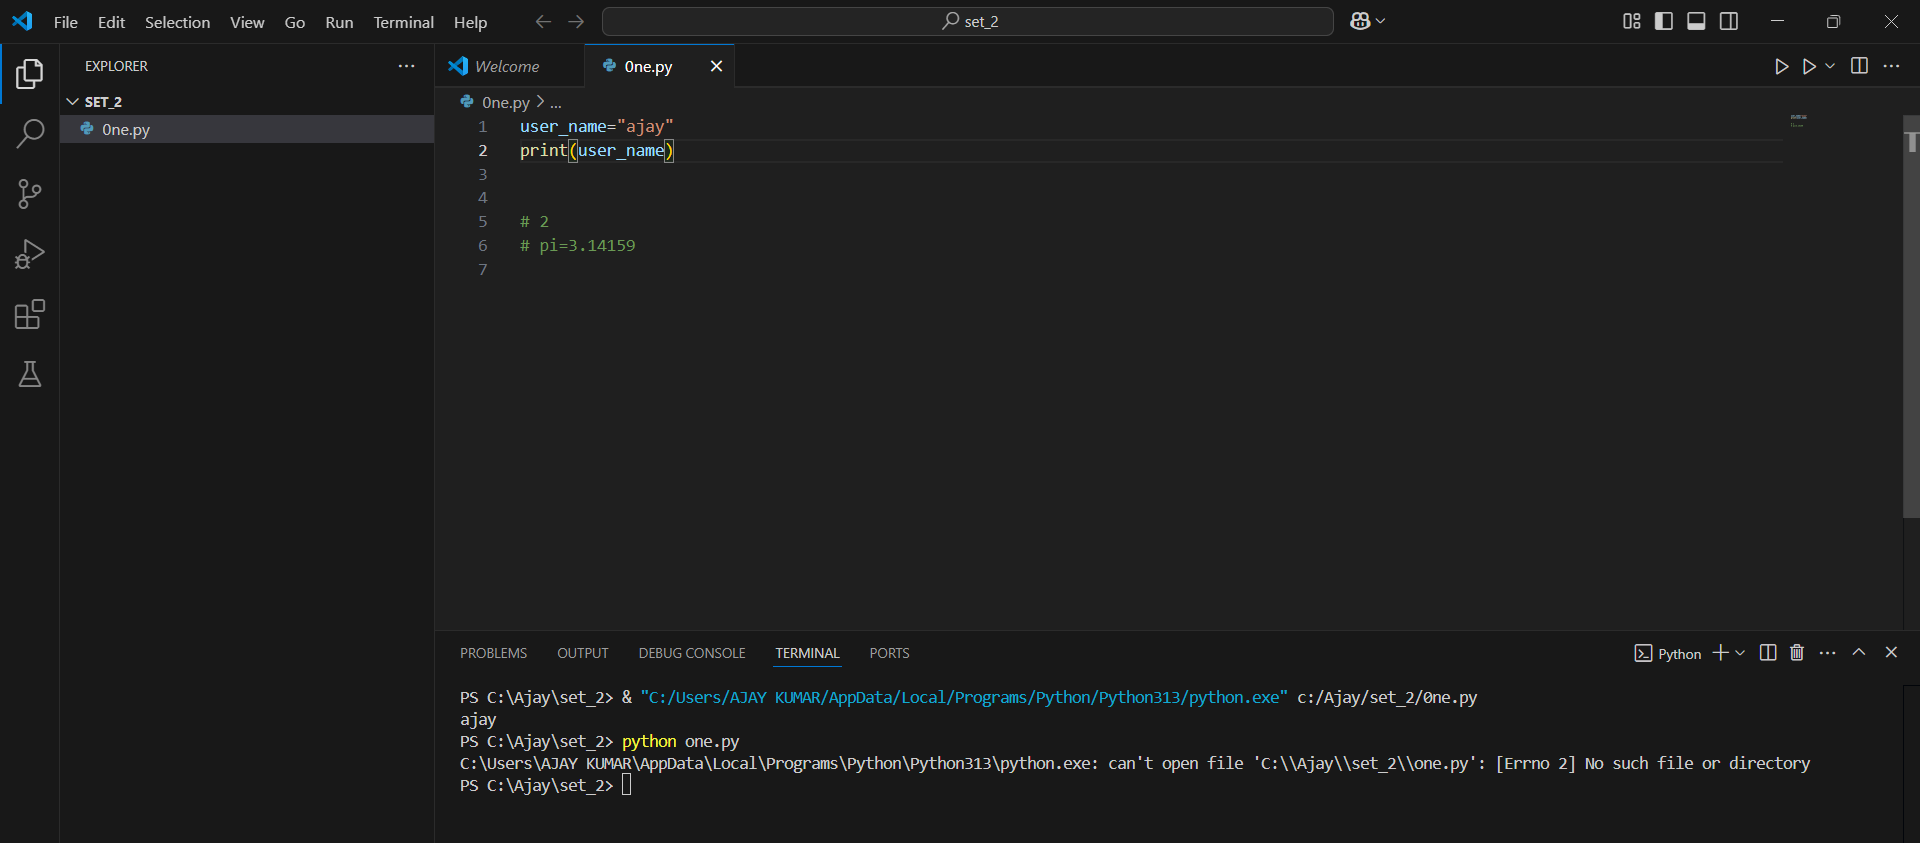 File Edit Selection View Go Run Terminal Help
set_2
EXPLORER
SET_2
0ne.py
Welcome
0ne.py
0ne.py > ...
1 user_name="ajay"
2 print(user_name)
3
4
5 # 2
6 # pi=3.14159
7
PROBLEMS OUTPUT DEBUG CONSOLE TERMINAL PORTS
Python
PS C:\Ajay\set_2> & "C:/Users/AJAY KUMAR/AppData/Local/Programs/Python/Python313/python.exe" c:/Ajay/set_2/0ne.py
ajay
PS C:\Ajay\set_2> python one.py
C:\Users\AJAY KUMAR\AppData\Local\Programs\Python\Python313\python.exe: can't open file 'C:\\Ajay\\set_2\\one.py': [Errno 2] No such file or directory
PS C:\Ajay\set_2>